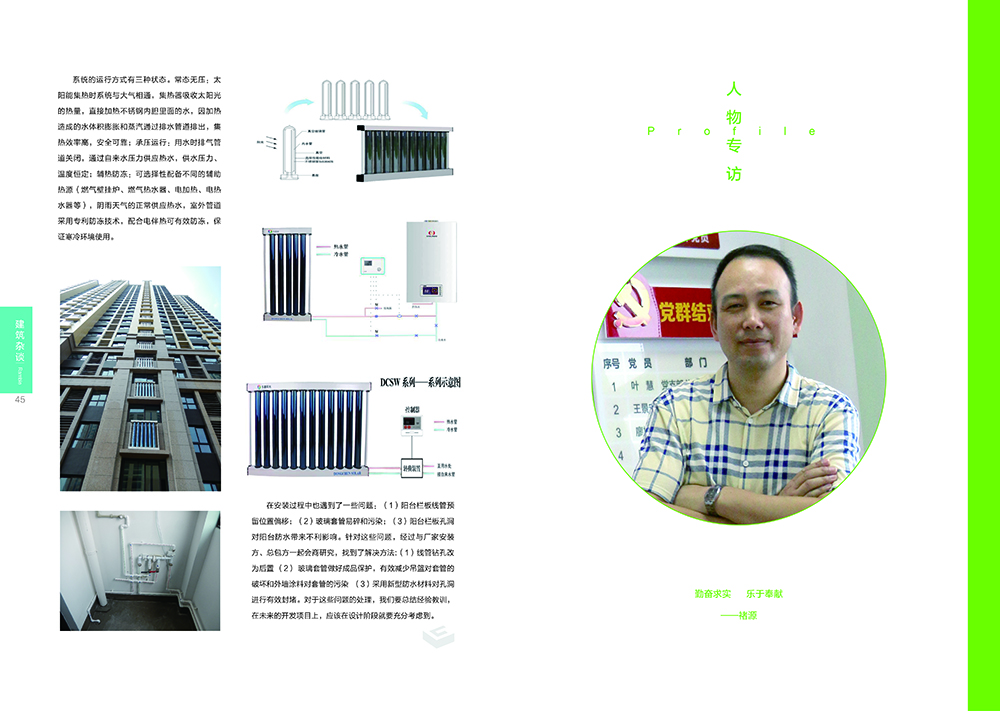 系统的运行方式有三种状态。常态无压：太
阳能集热时系统与大气相通。集热器吸收太阳光
的热量，直接加热不锈钢内胆里面的水，因加热
造成的水体积膨胀和蒸汽通过排水管道排出，集
热效率高，安全可靠；承压运行：用水时排气管
道关闭，通过自来水压力供应热水，供水压力、
温度恒定；辅热防冻：可选择性配备不同的辅助
热源（燃气壁挂炉、燃气热水器、电加热、电热
水器等），阴雨天气的正常供应热水，室外管道
采用专利防冻技术，配合电伴热可有效防冻，保
证寒冷环境使用。
建筑杂谈
45
热水管
冷水管
DCSW 系列——系列示意图
控制器
热水管
冷水管
转换装置
在安装过程中也遇到了一些问题：（1）阳台栏板线管预
留位置偏移；（2）玻璃套管易碎和污染；（3）阳台栏板孔洞
对阳台防水带来不利影响。针对这些问题，经过与厂家安装
方、总包方一起会商研究，找到了解决方法：（1）线管钻孔改
为后置（2） 玻璃套管做好成品保护，有效减少吊篮对套管的
破坏和外墙涂料对套管的污染 （3）采用新型防水材料对孔洞
进行有效封堵。对于这些问题的处理，我们要总结经验教训，
在未来的开发项目上，应该在设计阶段就要充分考虑到。
人物专访
Profile
党群结对
序号 党员 部门
1 叶慧
2 王景
3
4
勤奋求实 乐于奉献
——褚源